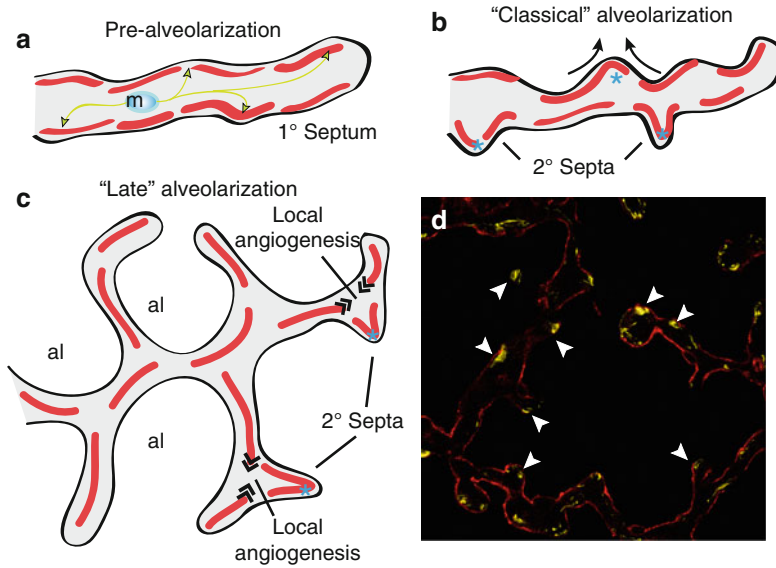 a
Pre-alveolarization
m
1° Septum
b
“Classical” alveolarization
*
*
*
2° Septa
c
“Late” alveolarization
Local
angiogenesis
al
al
al
*
2° Septa
*
Local
angiogenesis
d